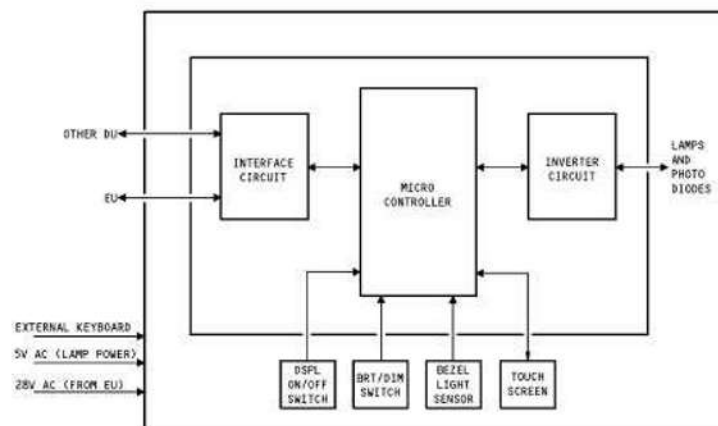 OTHER DU
EU
INTERFACE
CIRCUIT
MICRO
CONTROLLER
INVERTER
CIRCUIT
LAMPS
AND
PHOTO
DIODES
EXTERNAL KEYBOARD
5V AC (LAMP POWER)
28V AC (FROM EU)
DSPL
ON/OFF
SWITCH
BRT/DIM
SWITCH
BEZEL
LIGHT
SENSOR
TOUCH
SCREEN